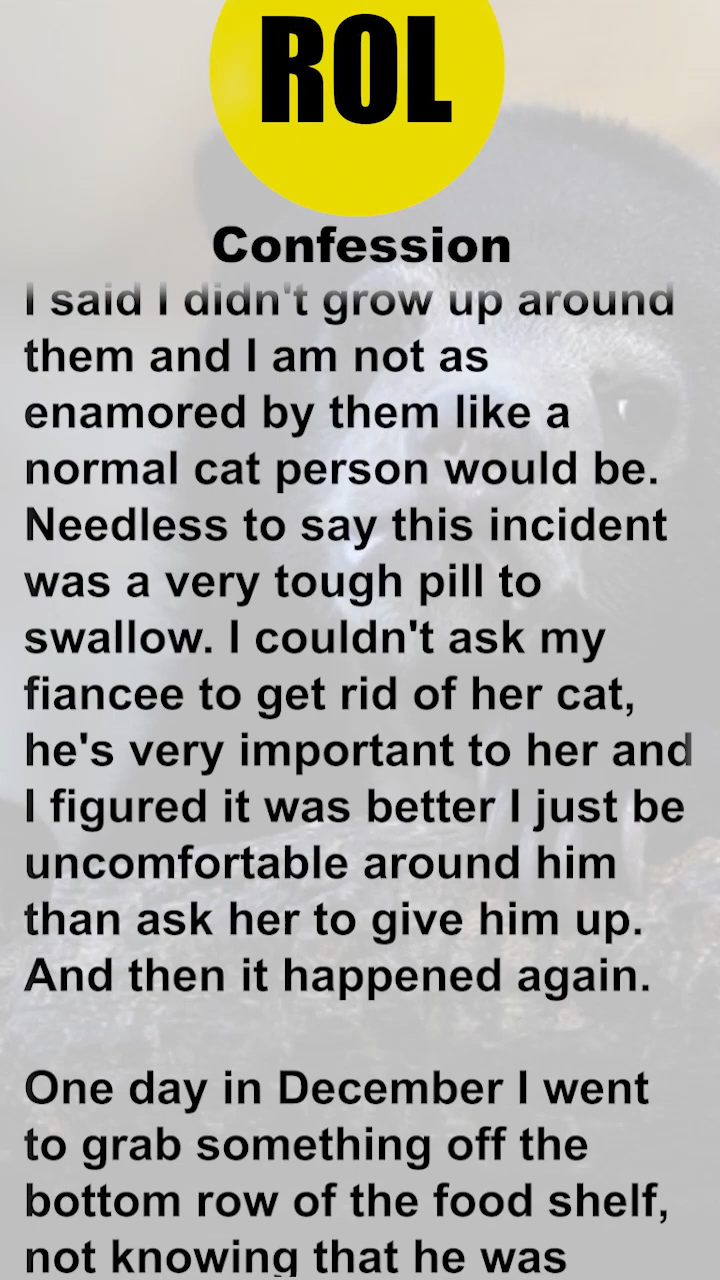 ROL
Confession
I said I didn't grow up around
them and I am not as
enamored by them like a
normal cat person would be.
Needless to say this incident
was a very tough pill to
swallow. I couldn't ask my
fiancee to get rid of her cat,
he's very important to her and
I figured it was better I just be
uncomfortable around him
than ask her to give him up.
And then it happened again.
One day in December I went
to grab something off the
bottom row of the food shelf,
not knowing that he was